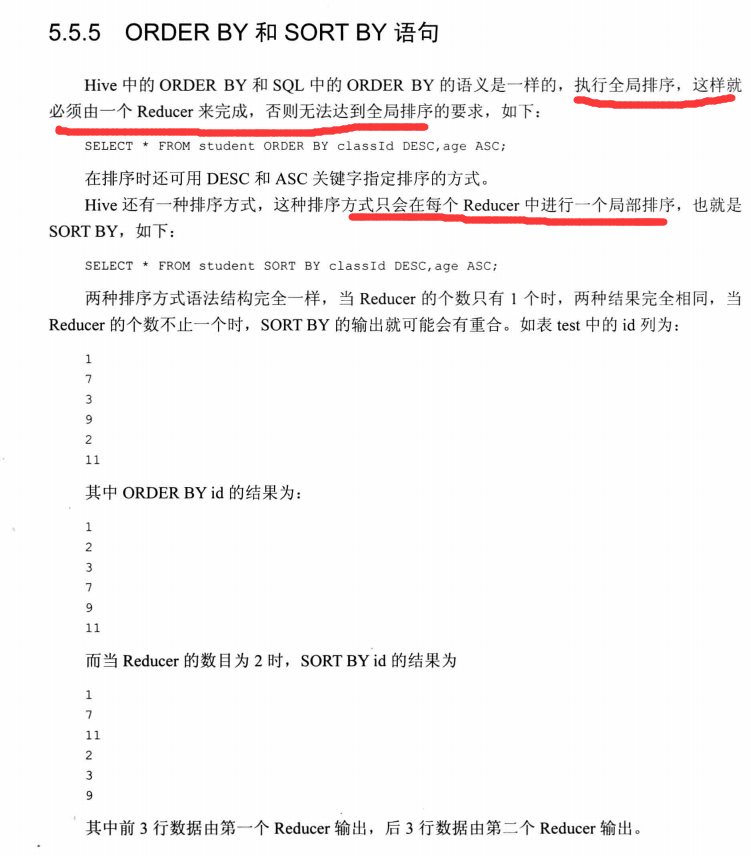 5.5.5 ORDER BY 和 SORT BY 语句
Hive 中的 ORDER BY 和 SQL 中的 ORDER BY 的语义是一样的，执行全局排序，这样就
必须由一个 Reducer 来完成，否则无法达到全局排序的要求，如下：
SELECT * FROM student ORDER BY classId DESC,age ASC;
在排序时还可用 DESC 和 ASC 关键字指定排序的方式。
Hive 还有一种排序方式，这种排序方式只会在每个 Reducer 中进行一个局部排序，也就是
SORT BY，如下：
SELECT * FROM student SORT BY classId DESC,age ASC;
两种排序方式语法结构完全一样，当 Reducer 的个数只有 1 个时，两种结果完全相同，当
Reducer 的个数不止一个时，SORT BY 的输出就可能会有重合。如表 test 中的 id 列为：
1
7
3
9
2
11
其中 ORDER BY id 的结果为：
1
2
3
7
9
11
而当 Reducer 的数目为 2 时，SORT BY id 的结果为
1
7
11
2
3
9
其中前 3 行数据由第一个 Reducer 输出，后 3 行数据由第二个 Reducer 输出。